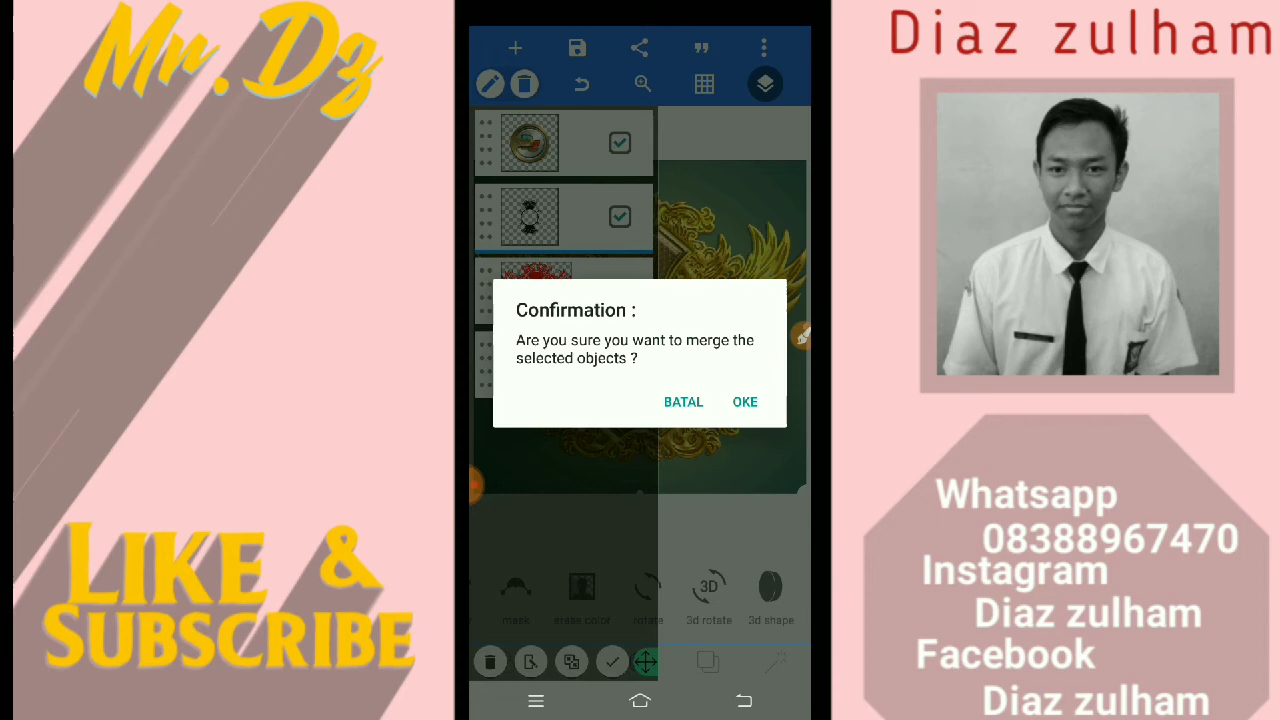 Mr.Dz
Diaz zulham
Confirmation :
Are you sure you want to merge the
selected objects ?
BATAL OKE
mask erase color rotate 3d rotate 3d shape
3D
LIKE &
SUBSCRIBE
Whatsapp
08388967470
Instagram
Diaz zulham
Facebook
Diaz zulham